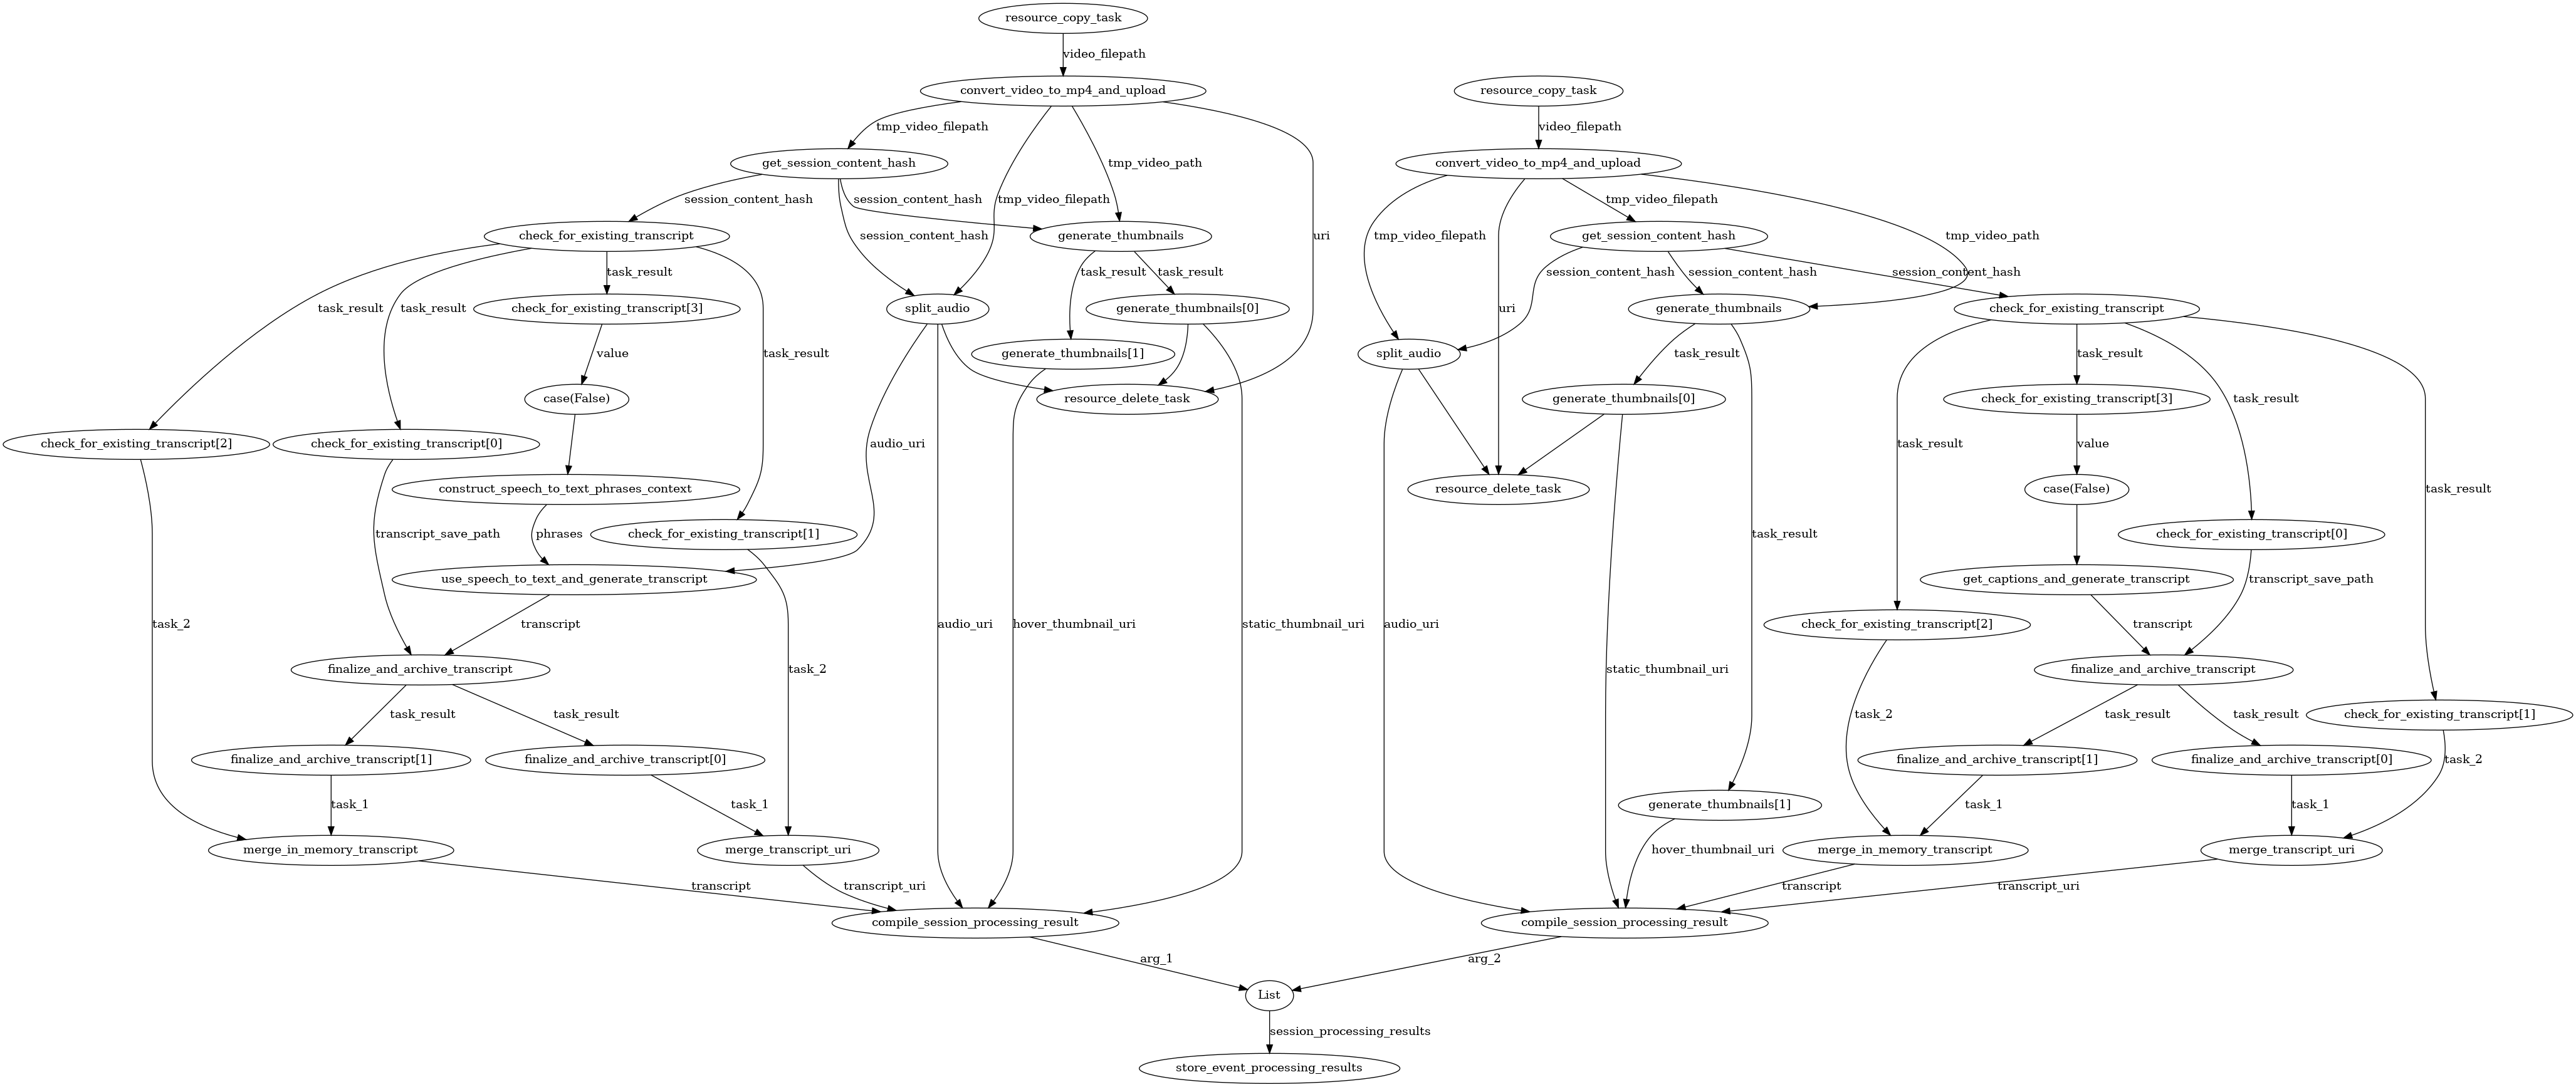 resource_copy_task
video_filepath
convert_video_to_mp4_and_upload
resource_copy_task
tmp_video_filepath
video_filepath
get_session_content_hash
tmp_video_path
convert_video_to_mp4_and_upload
session_content_hash
session_content_hash
tmp_video_filepath
tmp_video_filepath
check_for_existing_transcript
session_content_hash
generate_thumbnails
uri
tmp_video_filepath
get_session_content_hash
tmp_video_path
task_result
task_result
task_result
task_result
task_result
session_content_hash
session_content_hash
session_content_hash
task_result
check_for_existing_transcript[3]
split_audio
generate_thumbnails[0]
uri
generate_thumbnails
check_for_existing_transcript
value
task_result
generate_thumbnails[1]
split_audio
task_result
task_result
case(False)
resource_delete_task
generate_thumbnails[0]
check_for_existing_transcript[3]
task_result
check_for_existing_transcript[2]
check_for_existing_transcript[0]
audio_uri
task_result
value
construct_speech_to_text_phrases_context
resource_delete_task
case(False)
task_result
transcript_save_path
phrases
check_for_existing_transcript[1]
task_result
check_for_existing_transcript[0]
use_speech_to_text_and_generate_transcript
get_captions_and_generate_transcript
transcript_save_path
task_2
transcript
audio_uri
hover_thumbnail_uri
static_thumbnail_uri
audio_uri
check_for_existing_transcript[2]
transcript
finalize_and_archive_transcript
task_2
static_thumbnail_uri
finalize_and_archive_transcript
task_result
task_result
task_2
task_result
task_result
check_for_existing_transcript[1]
finalize_and_archive_transcript[1]
finalize_and_archive_transcript[0]
finalize_and_archive_transcript[1]
finalize_and_archive_transcript[0]
task_2
task_1
task_1
generate_thumbnails[1]
task_1
task_1
merge_in_memory_transcript
merge_transcript_uri
hover_thumbnail_uri
merge_in_memory_transcript
merge_transcript_uri
transcript
transcript_uri
transcript
transcript_uri
compile_session_processing_result
compile_session_processing_result
arg_1
arg_2
List
session_processing_results
store_event_processing_results